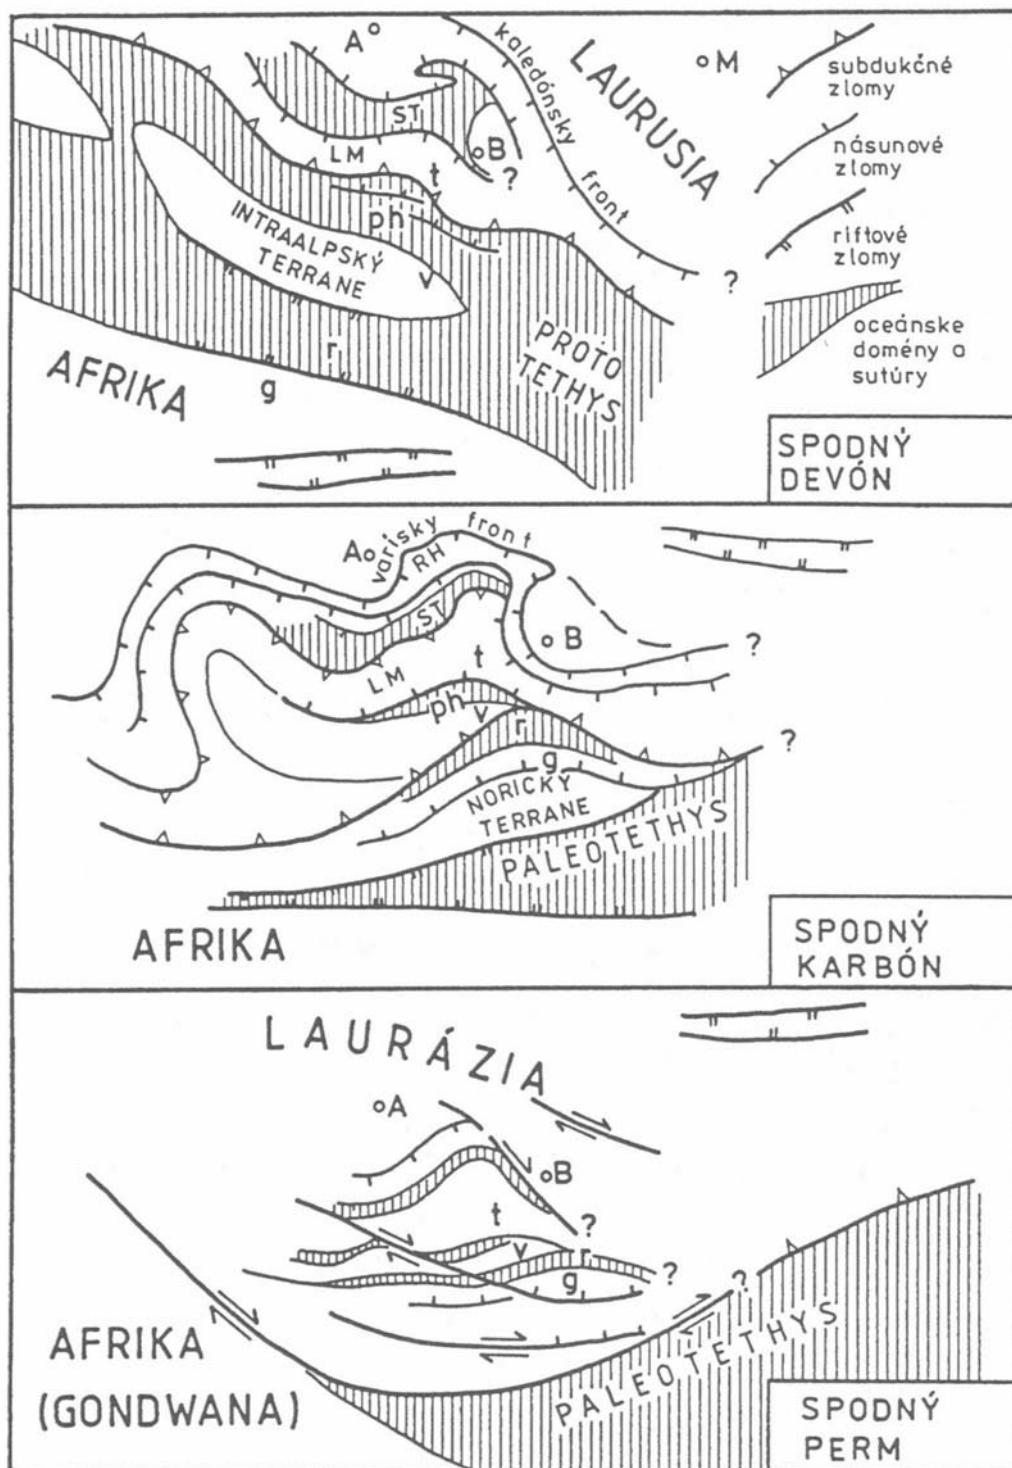 A
kaledónsky
front
LAURUSIA
M
subdukčné
zlomy
ST
B
LM
?
t
ph
násunové
zlomy
INTRAALPSKÝ
TERRANE
v
?
riftové
zlomy
PROTO
TETHYS
oceánske
domény a
sutúry
AFRIKA
r
g
SPODNÝ
DEVÓN
varisky
front
A
RH
ST
B
?
t
LM
ph
v
r
?
g
NORICKÝ
TERRANE
PALEOTETHYS
AFRIKA
SPODNÝ
KARBÓN
LAURÁZIA
A
B
t
?
v
r
g
?
?
AFRIKA
(GONDWANA)
PALEOTETHYS
SPODNÝ
PERM